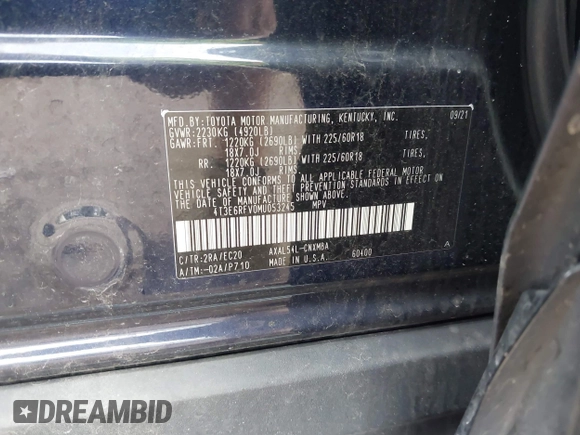 MFD.BY:TOYOTA MOTOR MANUFACTURING, KENTUCKY, INC. 09/21
GVWR:2230KG (4920LB)
GAWR:FRT. 1220KG (2690LB) WITH 225/60R18 TIRES,
18X7.0J RIMS
RR. 1220KG (2690LB) WITH 225/60R18 TIRES,
18X7.0J RIMS
THIS VEHICLE CONFORMS TO ALL APPLICABLE FEDERAL MOTOR
VEHICLE SAFETY AND THEFT PREVENTION STANDARDS IN EFFECT ON
THE DATE OF MANUFACTURE SHOWN ABOVE.
4T3E6RFV0MU053245 MPV
C/TR:2RA/EC20 AXAL54L-CNXMBA A
A/TM:-02A/P710 MADE IN U.S.A. 60400
DREAMBID